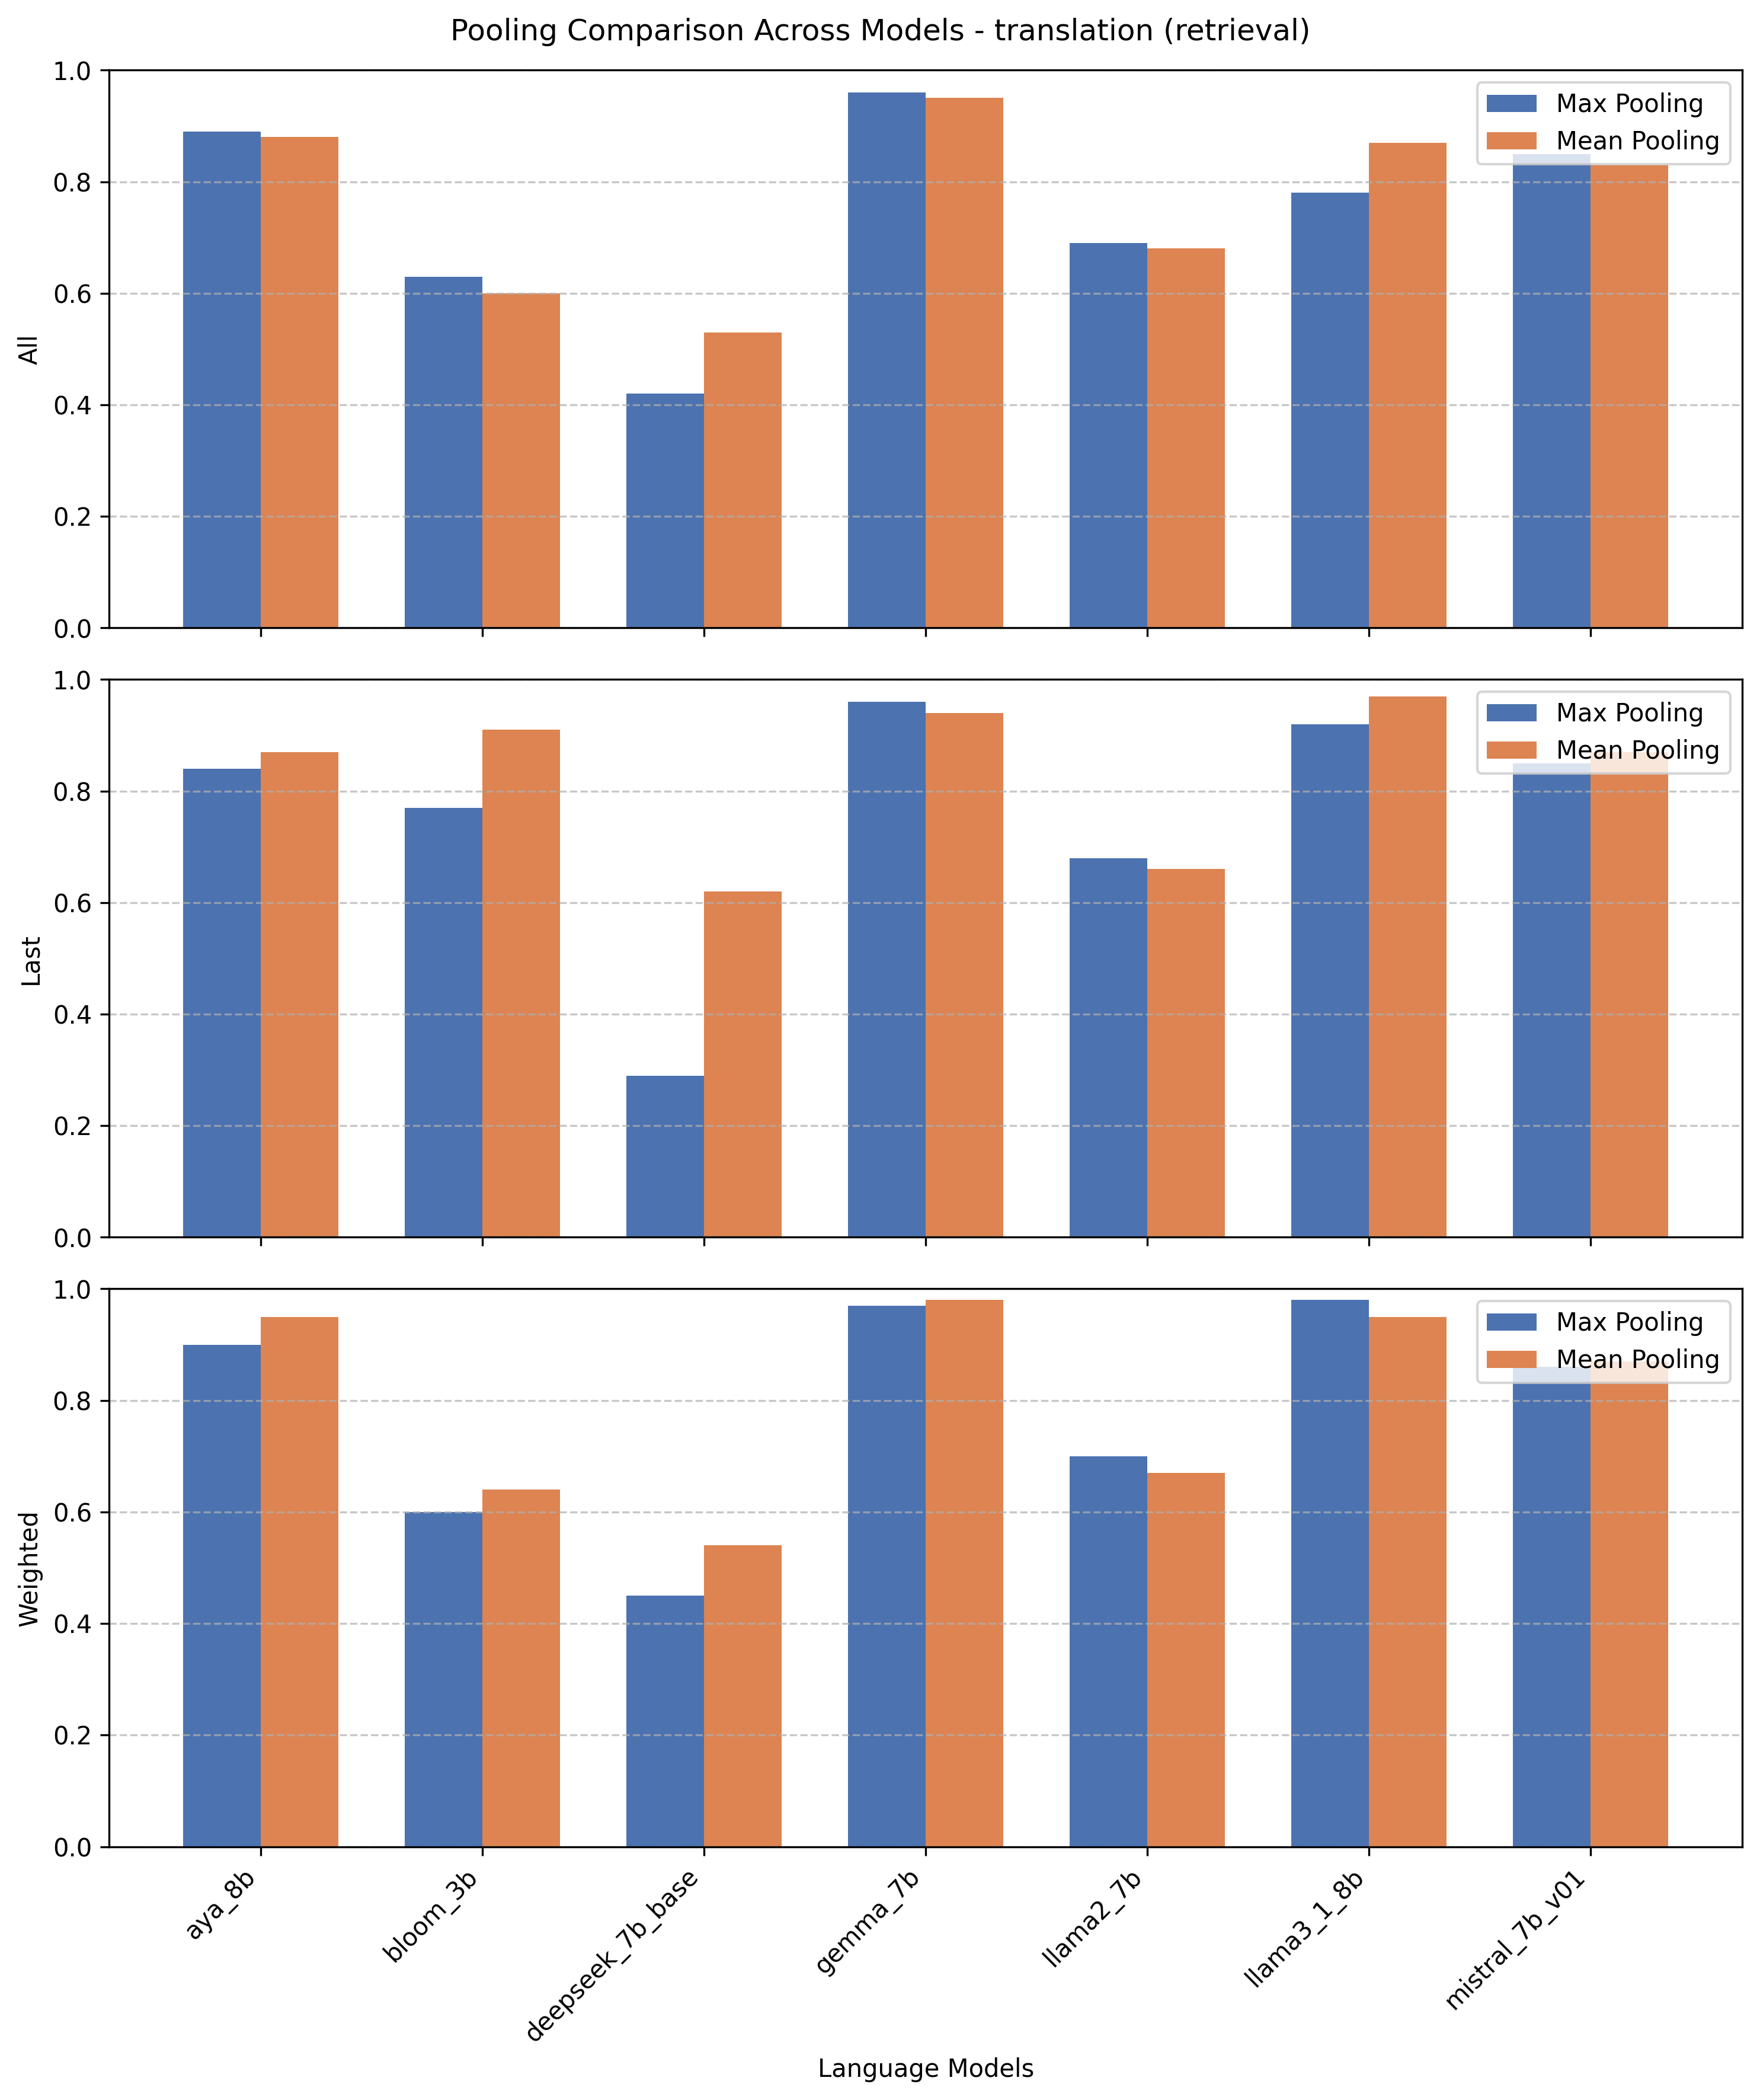 Pooling Comparison Across Models - translation (retrieval)
1.0
0.8
0.6
0.4
0.2
0.0
All
Max Pooling
Mean Pooling
1.0
0.8
0.6
0.4
0.2
0.0
Last
Max Pooling
Mean Pooling
1.0
0.8
0.6
0.4
0.2
0.0
Weighted
Max Pooling
Mean Pooling
aya_8b
bloom_3b
deepseek_7b_base
gemma_7b
llama2_7b
llama3_1_8b
mistral_7b_v01
Language Models